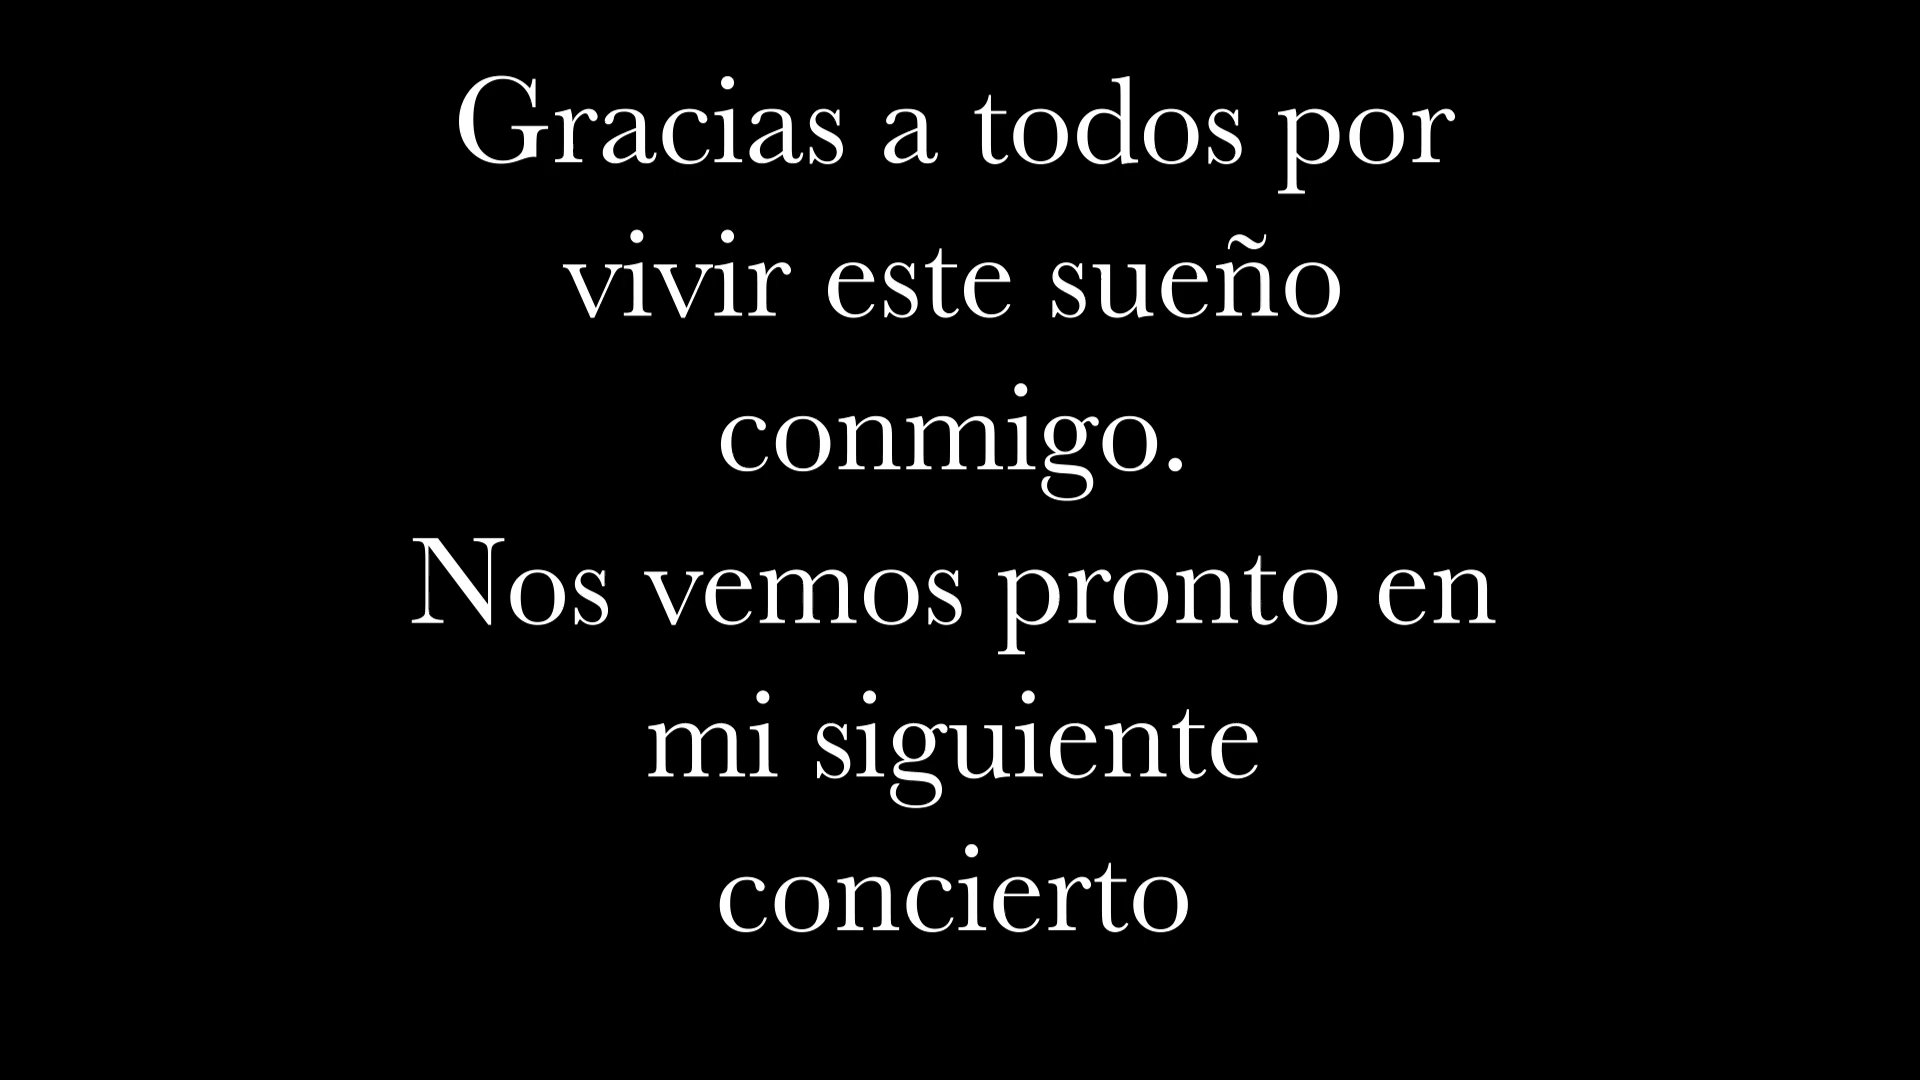 Gracias a todos por
vivir este sueño
conmigo.
Nos vemos pronto en
mi siguiente
concierto